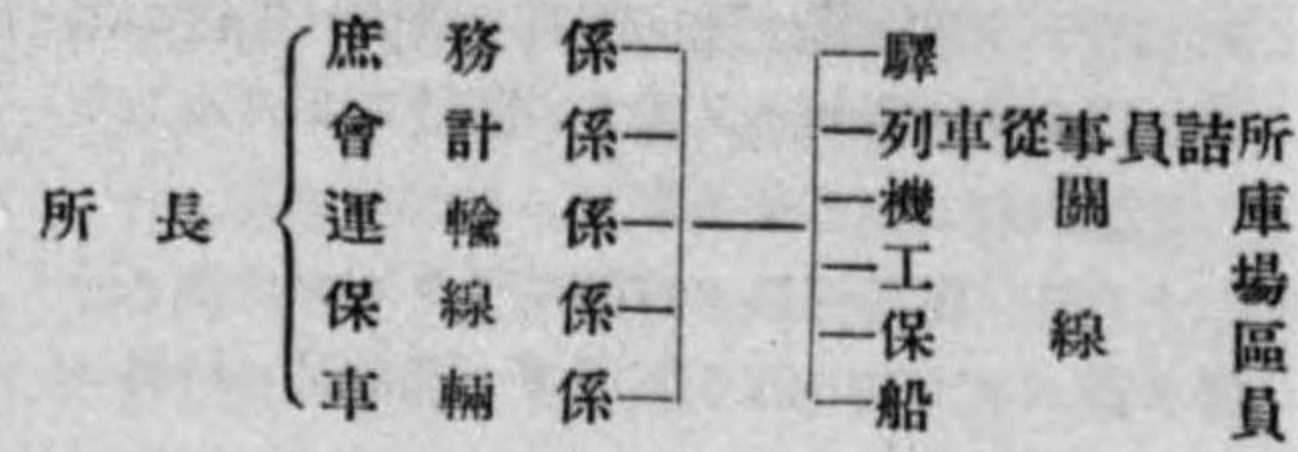 所長
庶務係
會計係
運輸係
保線係
車輛係
驛
列車從事員詰所
機關庫
工場
保線區
船員